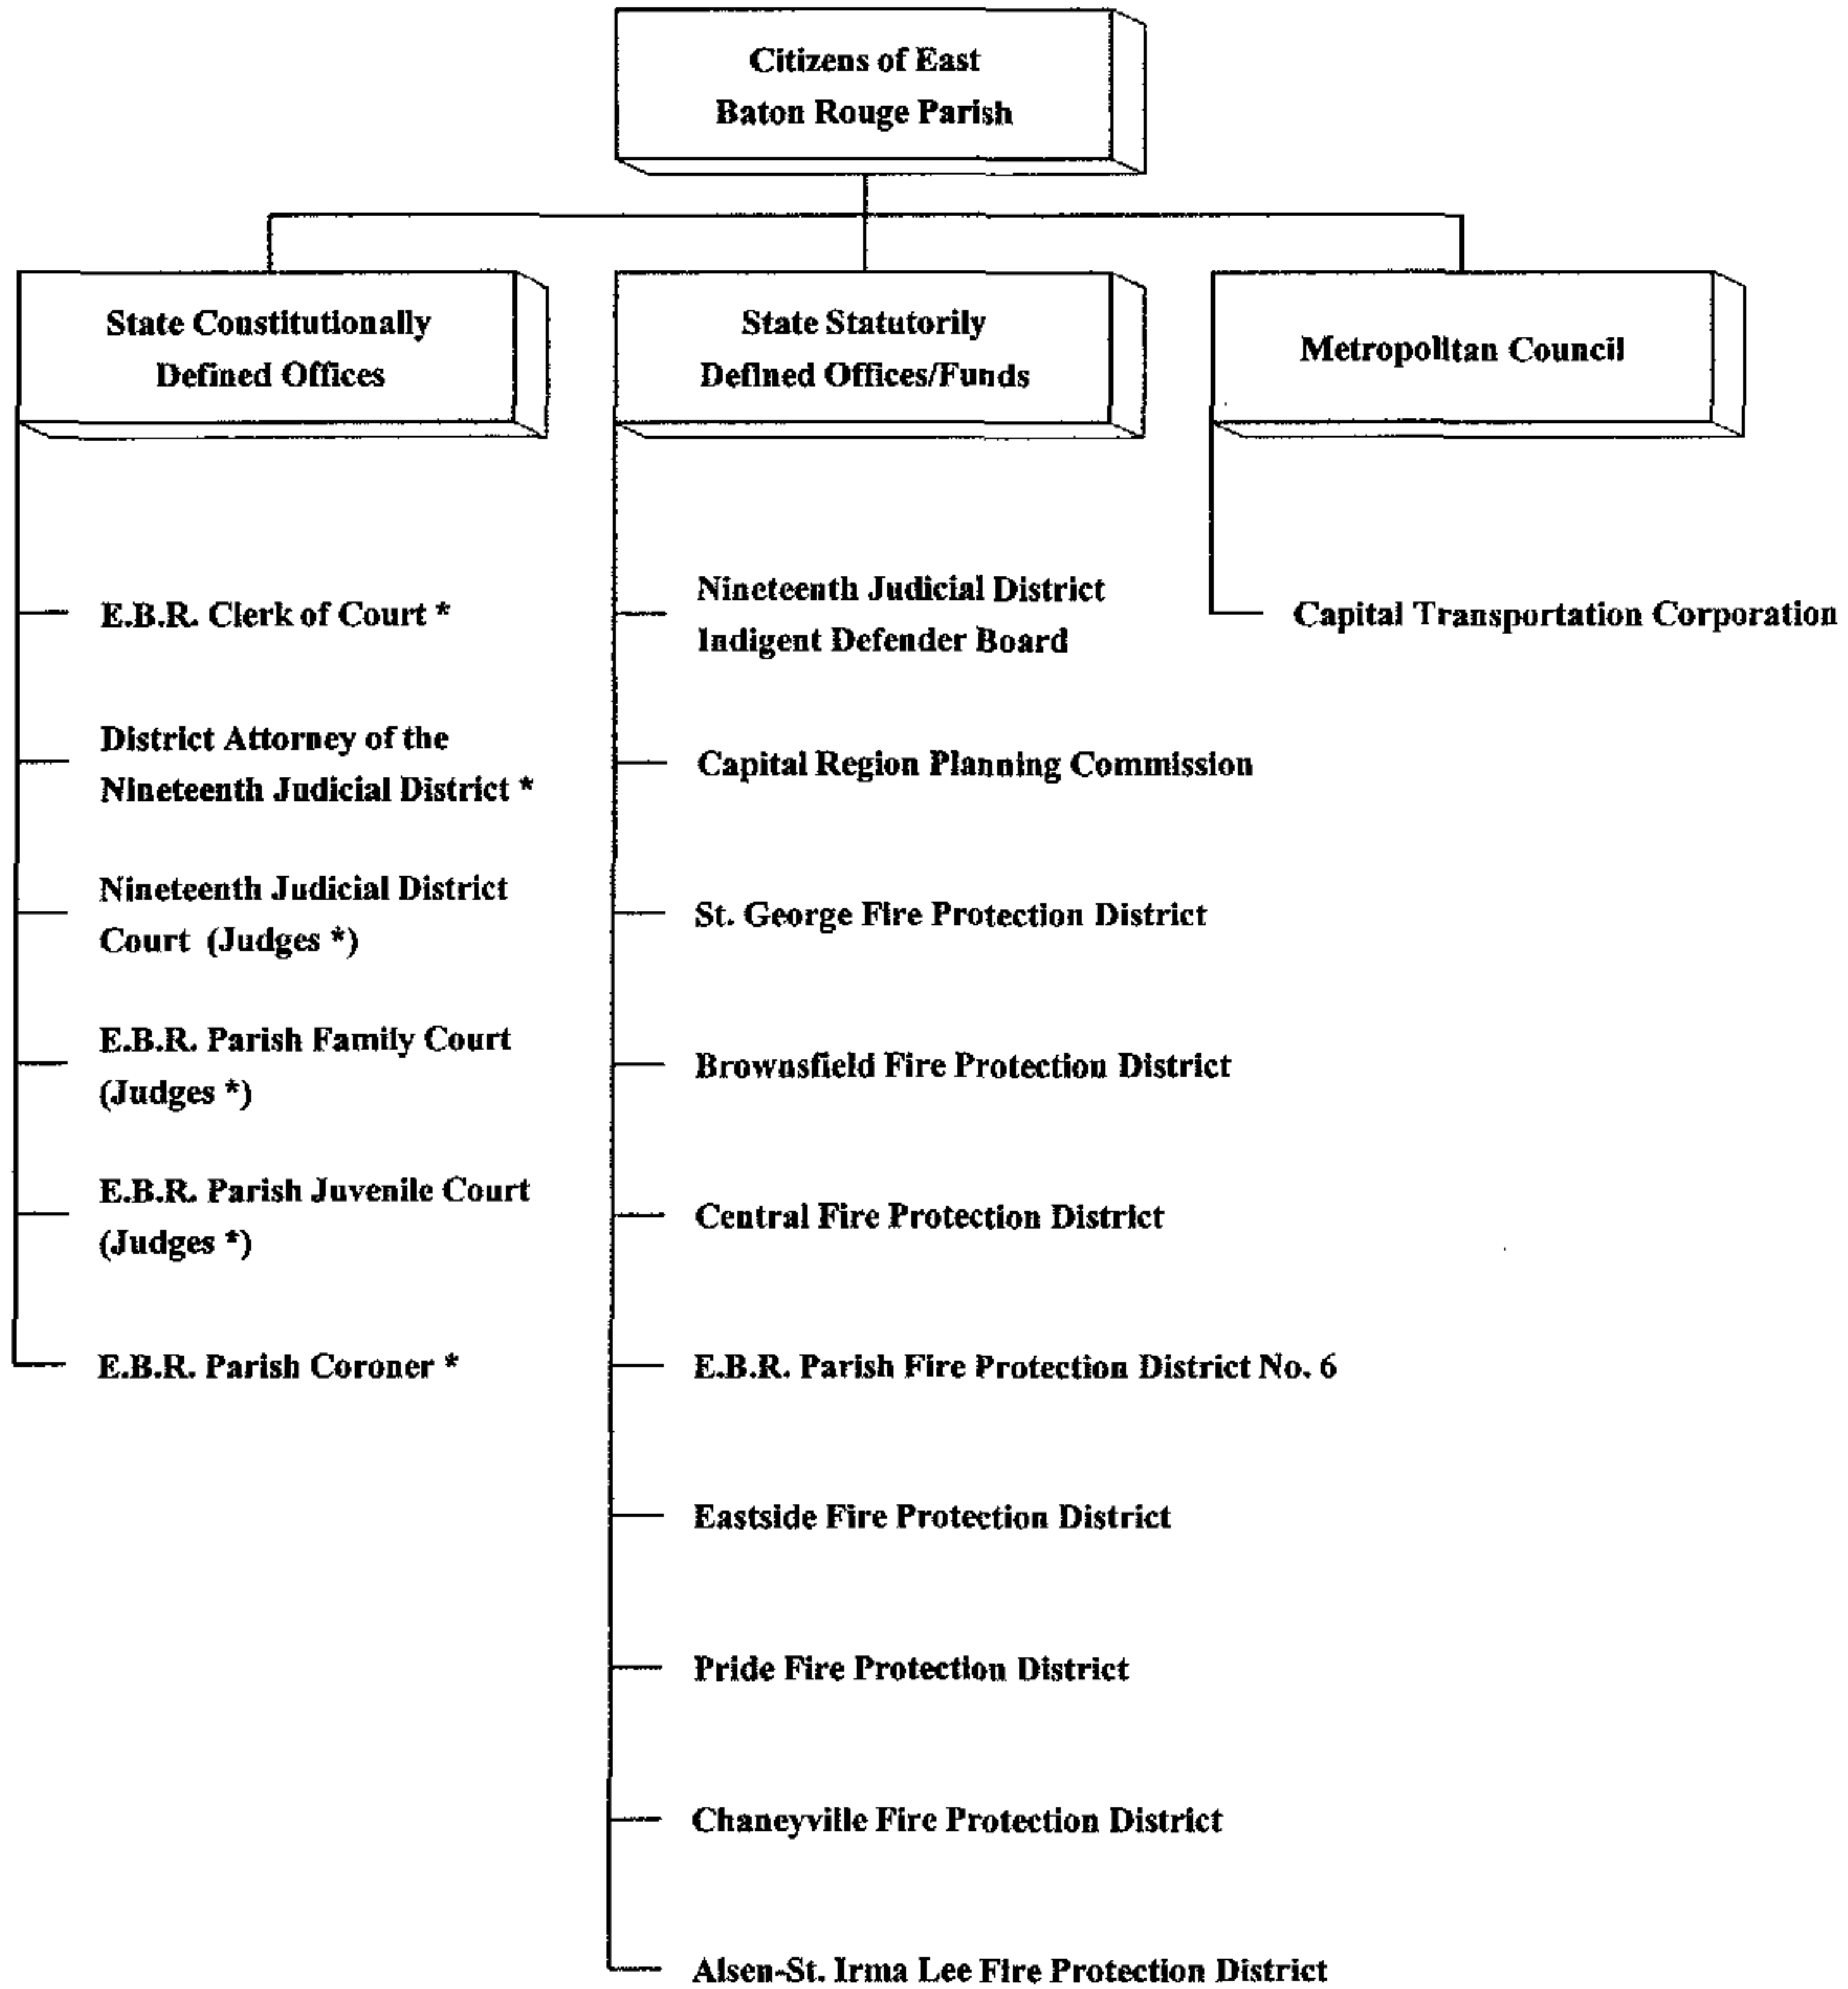 Citizens of East
Baton Rouge Parish
State Constitutionally
Defined Offices
E.B.R. Clerk of Court *
District Attorney of the
Nineteenth Judicial District *
Nineteenth Judicial District
Court (Judges *)
E.B.R. Parish Family Court
(Judges *)
E.B.R. Parish Juvenile Court
(Judges *)
E.B.R. Parish Coroner *
State Statutorily
Defined Offices/Funds
Nineteenth Judicial District
Indigent Defender Board
Capital Region Planning Commission
St. George Fire Protection District
Brownsfield Fire Protection District
Central Fire Protection District
E.B.R. Parish Fire Protection District No. 6
Eastside Fire Protection District
Pride Fire Protection District
Chaneyville Fire Protection District
Alsen-St. Irma Lee Fire Protection District
Metropolitan Council
Capital Transportation Corporation